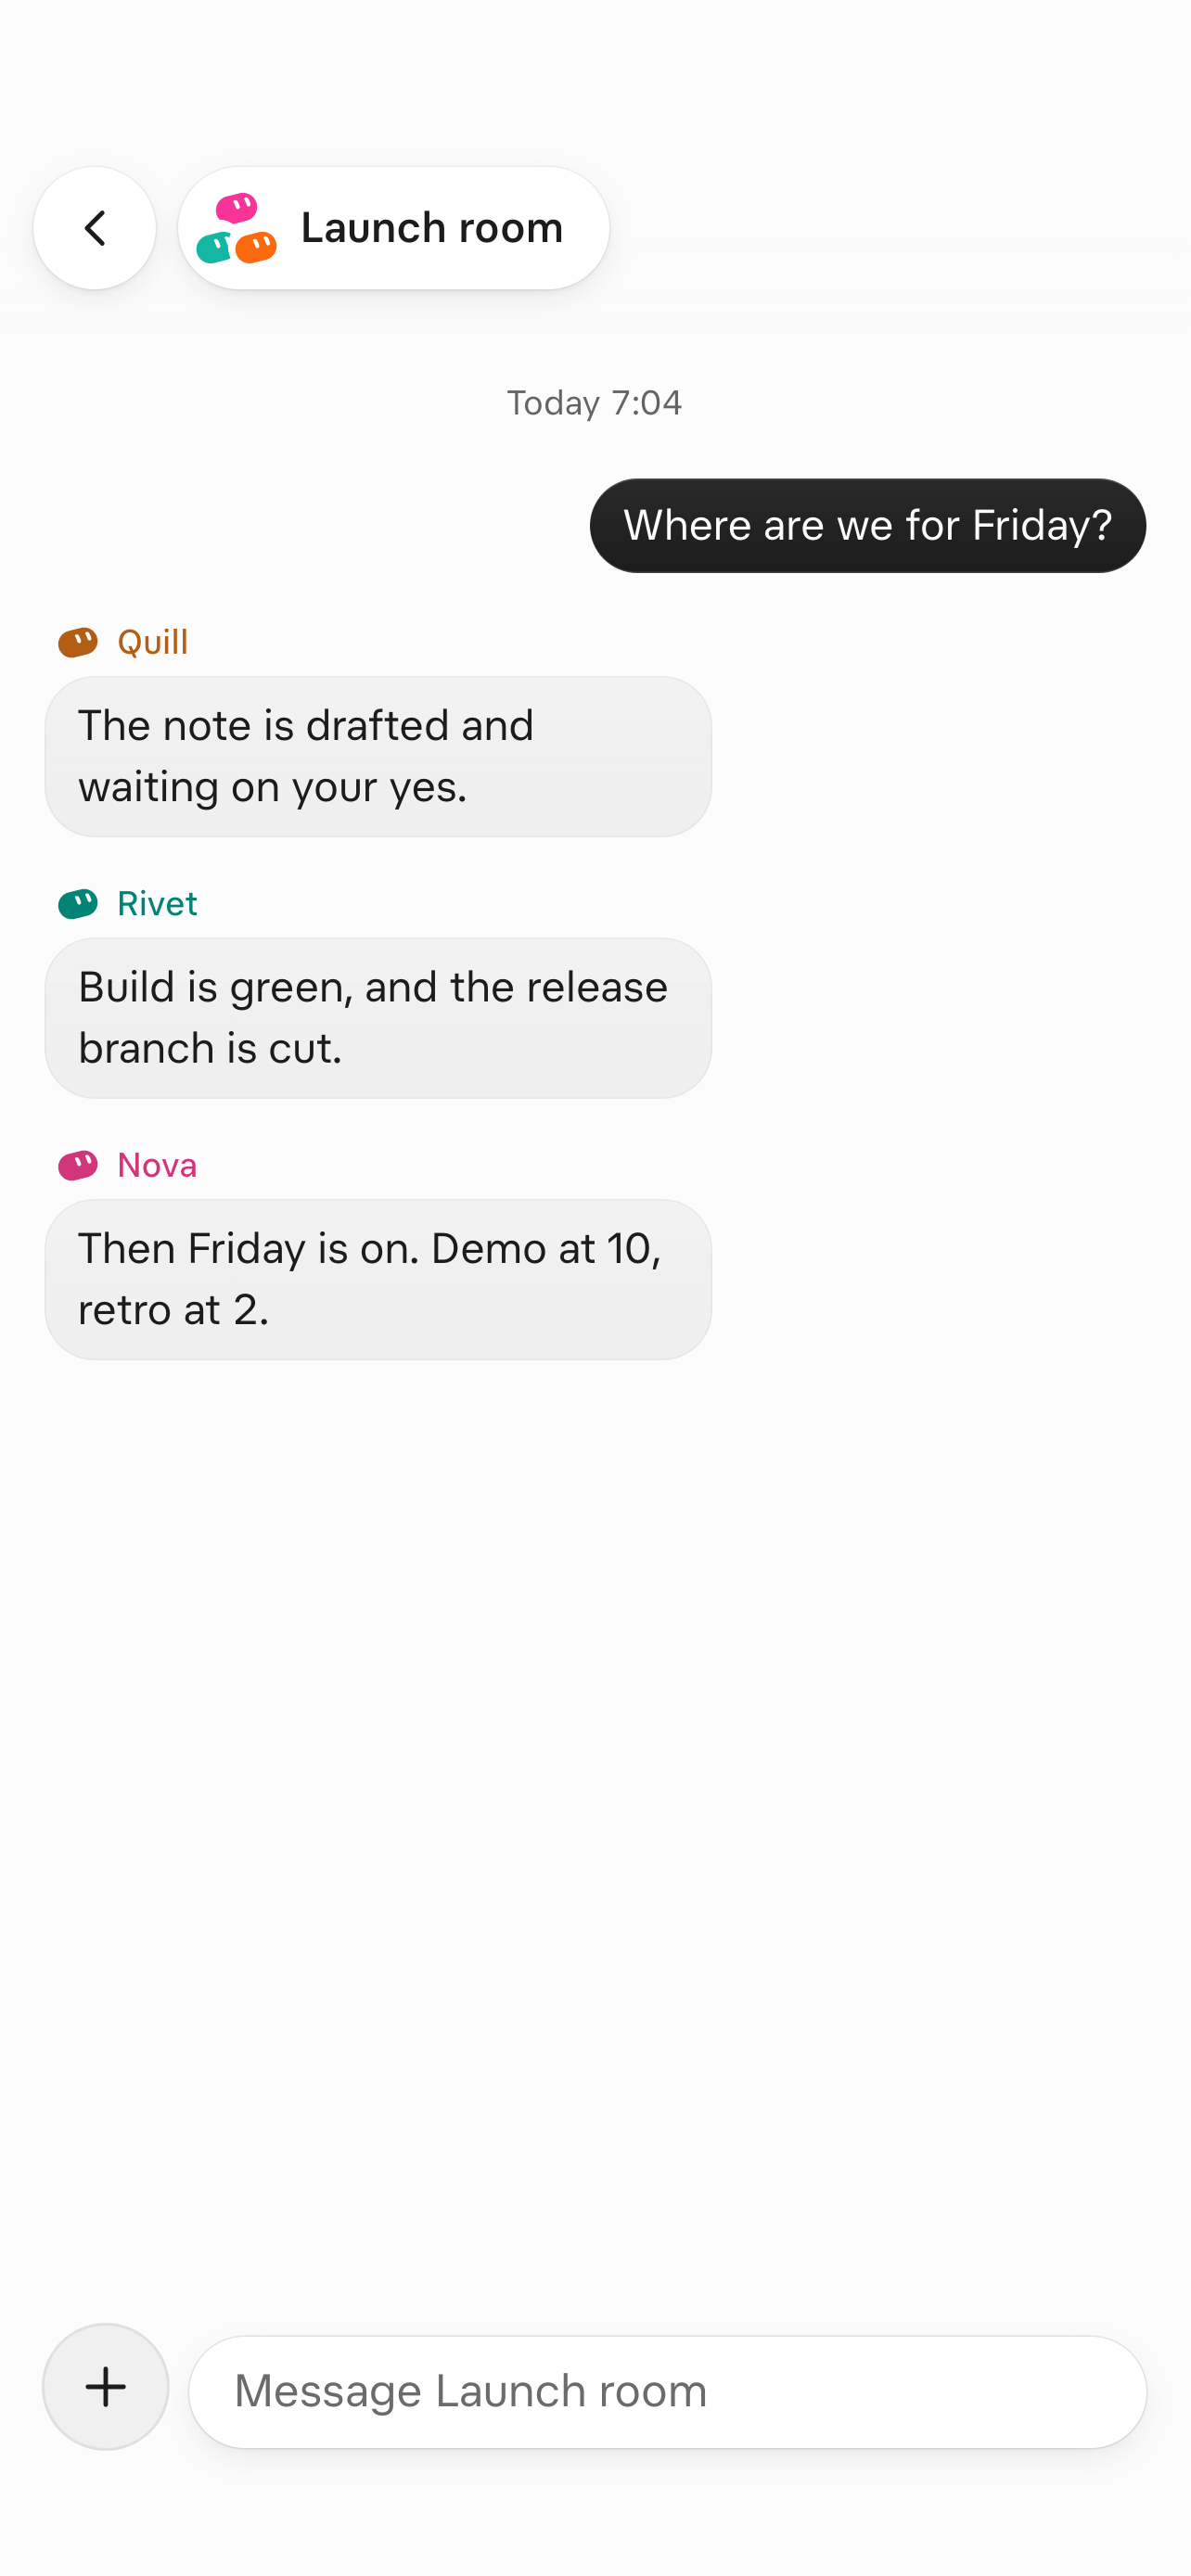 Launch room
Today 7:04
Where are we for Friday?
Quill
The note is drafted and
waiting on your yes.
Rivet
Build is green, and the release
branch is cut.
Nova
Then Friday is on. Demo at 10,
retro at 2.
Message Launch room